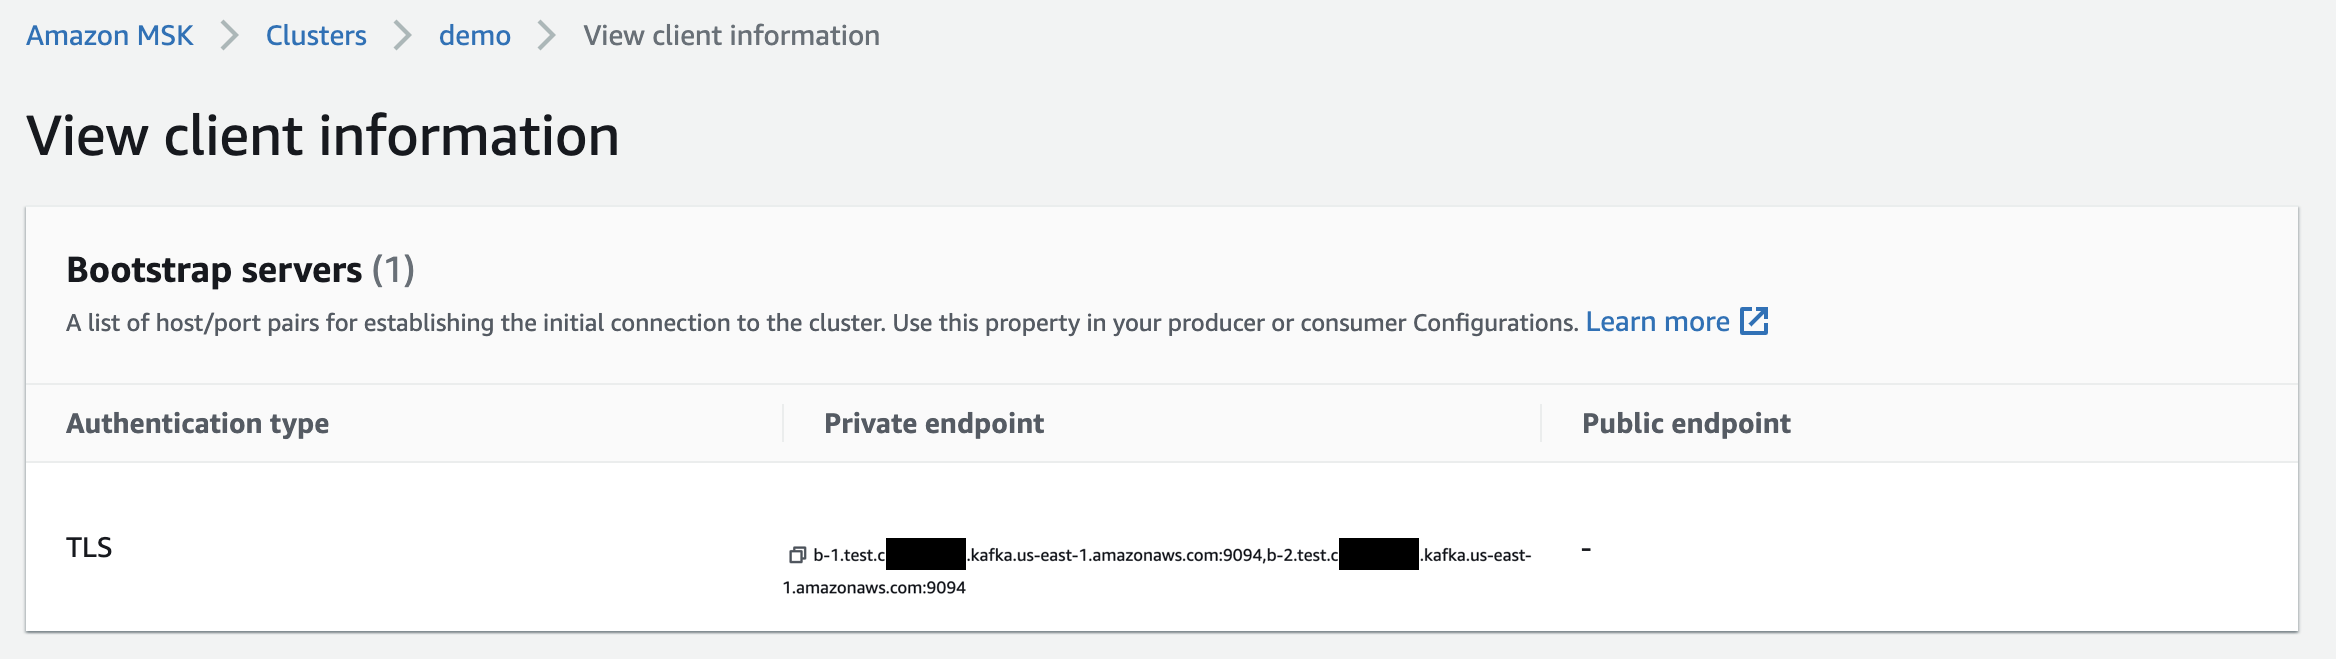 Amazon MSK > Clusters > demo > View client information
View client information
Bootstrap servers (1)
A list of host/port pairs for establishing the initial connection to the cluster. Use this property in your producer or consumer Configurations. Learn more
Authentication type Private endpoint Public endpoint
TLS b-1.test.c .kafka.us-east-1.amazonaws.com:9094,b-2.test.c .kafka.us-east- -
1.amazonaws.com:9094